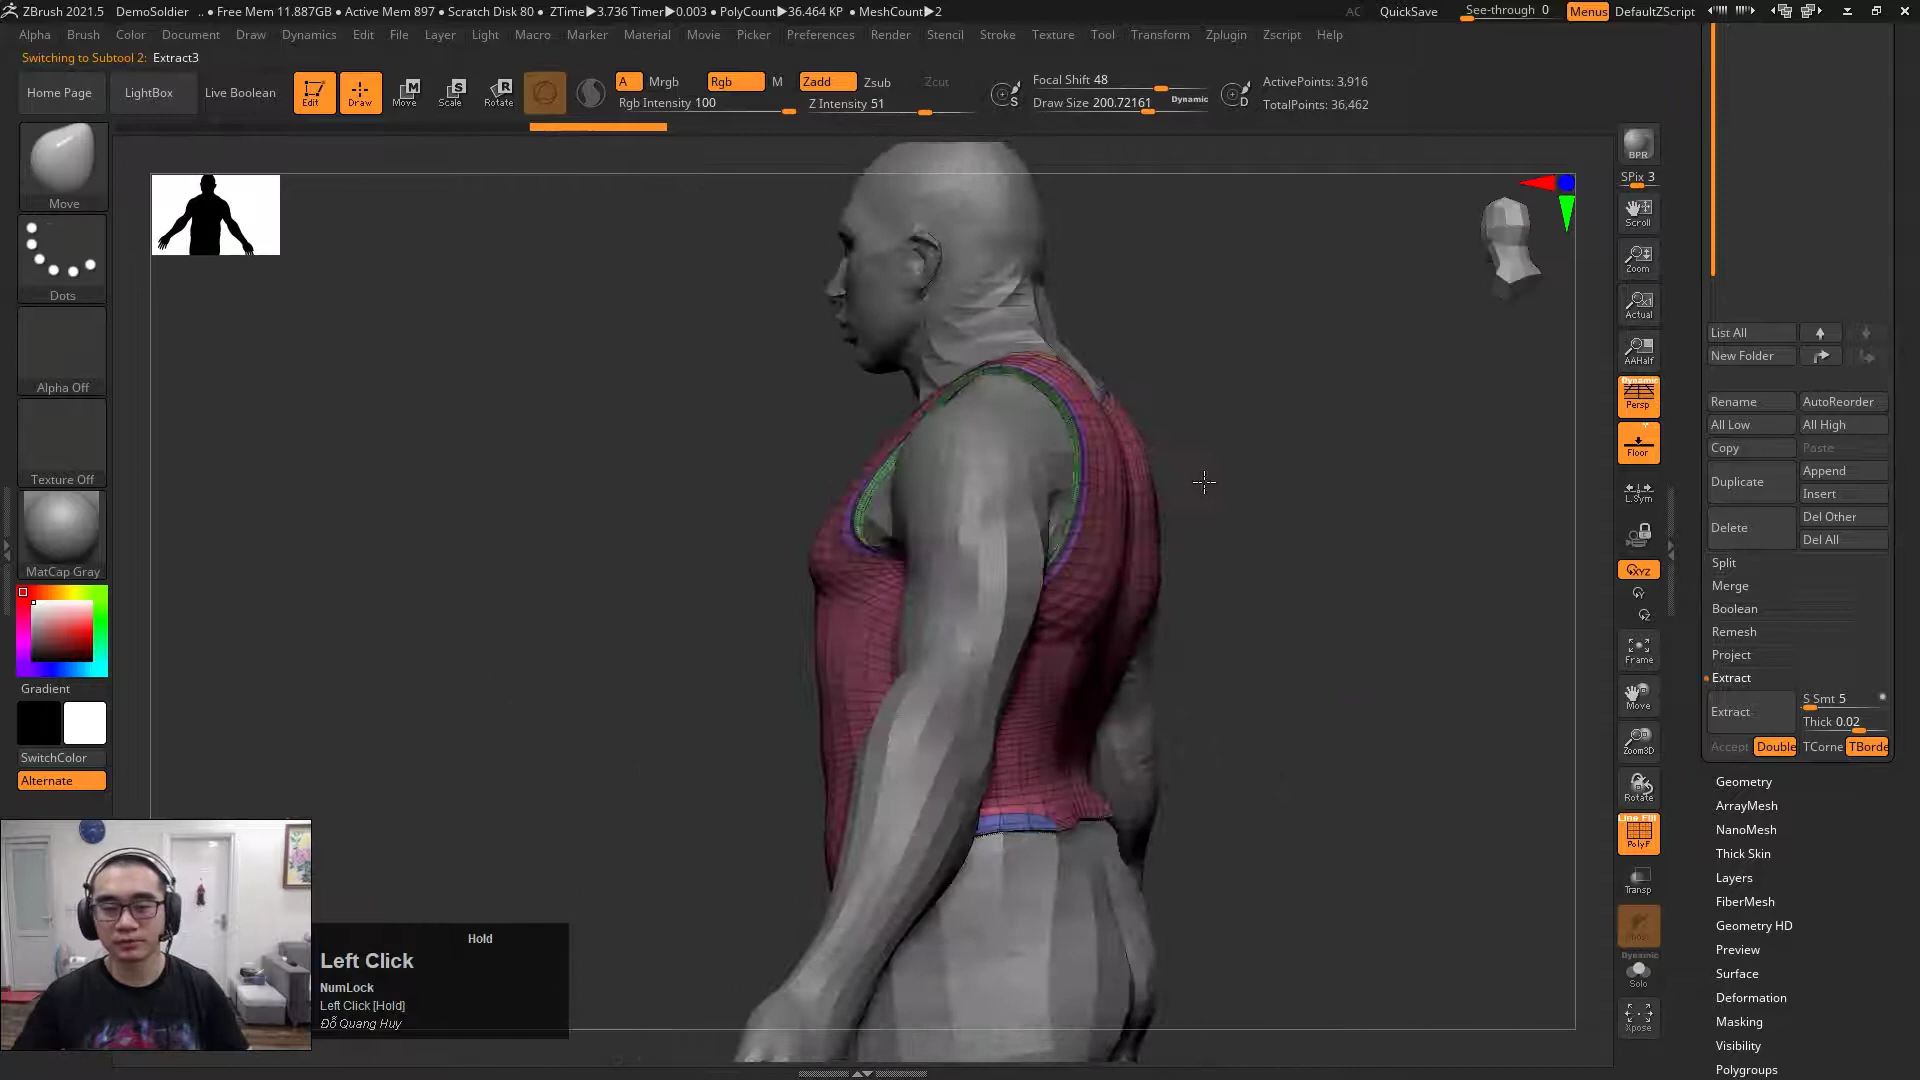 ZBrush 2021.5 DemoSoldier .. ● Free Mem 11.887GB ● Active Mem 897 ● Scratch Disk 80 ● ZTime▶3.736 Timer▶0.003 ● PolyCount▶36.464 KP ● MeshCount▶2 AC QuickSave See-through 0 Menus DefaultZScript
Alpha Brush Color Document Draw Dynamics Edit File Layer Light Macro Marker Material Movie Picker Preferences Render Stencil Stroke Texture Tool Transform Zplugin Zscript Help
Switching to Subtool 2: Extract3
Home Page LightBox Live Boolean Edit Draw Move Scale Rotate A Mrgb Rgb M Zadd Zsub Zcut
Rgb Intensity 100 Z Intensity 51
Focal Shift 48
Draw Size 200.72161 Dynamic
ActivePoints: 3,916
TotalPoints: 36,462
Move
Dots
Alpha Off
Texture Off
MatCap Gray
Gradient
SwitchColor
Alternate
Hold
Left Click
NumLock
Left Click [Hold]
Đỗ Quang Huy
BPR
SPix 3
Scroll
Zoom
Actual
AAHalf
Dynamic
Persp
Floor
L.Sym
XYZ
Frame
Move
Zoom3D
Rotate
Line Fill
PolyF
Transp
Dynamic
Solo
Xpose
List All
New Folder
Rename AutoReorder
All Low All High
Copy Paste
Duplicate Append
Insert
Delete Del Other
Del All
Split
Merge
Boolean
Remesh
Project
Extract
Extract S Smt 5
Thick 0.02
Accept Double TCorne TBorde
Geometry
ArrayMesh
NanoMesh
Thick Skin
Layers
FiberMesh
Geometry HD
Preview
Surface
Deformation
Masking
Visibility
Polygroups